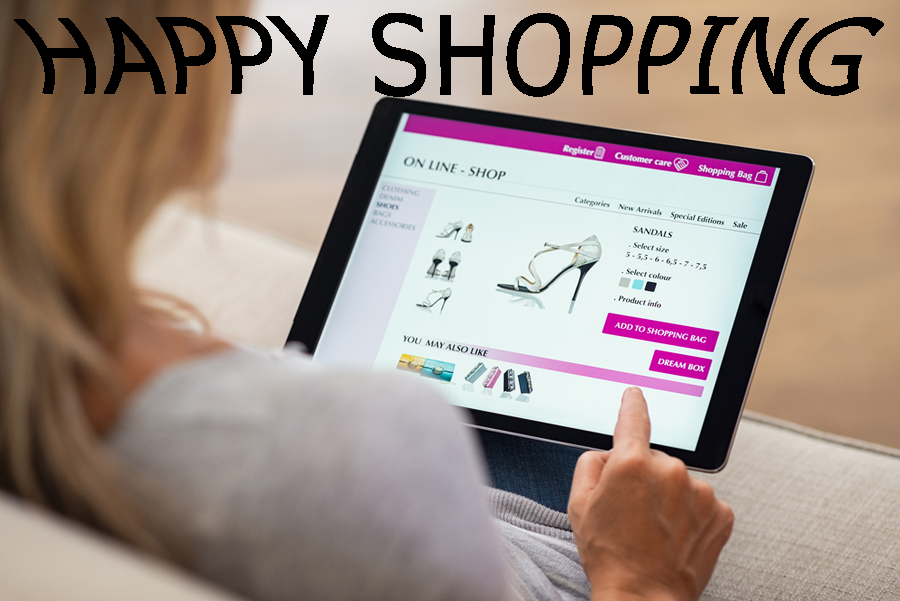 HAPPY SHOPPING
Register Customer care Shopping Bag
ON LINE - SHOP
Categories New Arrivals Special Editions Sale
CLOTHING
DENIM
SHOES
BAGS
ACCESSORIES
SANDALS
. Select size
5 - 5,5 - 6 - 6,5 - 7 - 7,5
. Select colour
. Product info
ADD TO SHOPPING BAG
DREAM BOX
YOU MAY ALSO LIKE